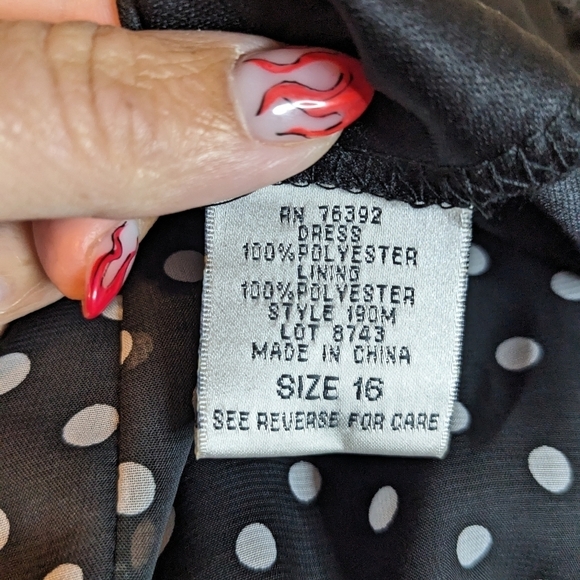 RN 76392
DRESS
100%POLYESTER
LINING
100%POLYESTER
STYLE 190M
LOT 8743
MADE IN CHINA
SIZE 16
SEE REVERSE FOR CARE